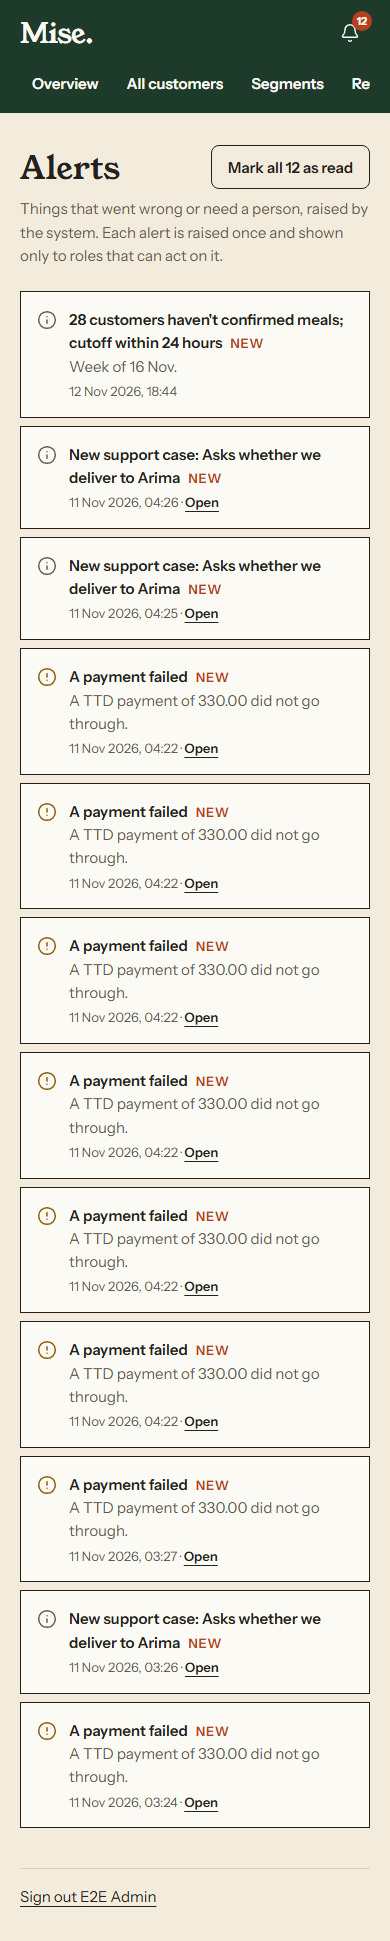 Mise.
12
Overview All customers Segments Re
Alerts
Mark all 12 as read
Things that went wrong or need a person, raised by
the system. Each alert is raised once and shown
only to roles that can act on it.
28 customers haven't confirmed meals;
cutoff within 24 hours NEW
Week of 16 Nov.
12 Nov 2026, 18:44
New support case: Asks whether we
deliver to Arima NEW
11 Nov 2026, 04:26 · Open
New support case: Asks whether we
deliver to Arima NEW
11 Nov 2026, 04:25 · Open
A payment failed NEW
A TTD payment of 330.00 did not go
through.
11 Nov 2026, 04:22 · Open
A payment failed NEW
A TTD payment of 330.00 did not go
through.
11 Nov 2026, 04:22 · Open
A payment failed NEW
A TTD payment of 330.00 did not go
through.
11 Nov 2026, 04:22 · Open
A payment failed NEW
A TTD payment of 330.00 did not go
through.
11 Nov 2026, 04:22 · Open
A payment failed NEW
A TTD payment of 330.00 did not go
through.
11 Nov 2026, 04:22 · Open
A payment failed NEW
A TTD payment of 330.00 did not go
through.
11 Nov 2026, 04:22 · Open
A payment failed NEW
A TTD payment of 330.00 did not go
through.
11 Nov 2026, 03:27 · Open
New support case: Asks whether we
deliver to Arima NEW
11 Nov 2026, 03:26 · Open
A payment failed NEW
A TTD payment of 330.00 did not go
through.
11 Nov 2026, 03:24 · Open
Sign out E2E Admin